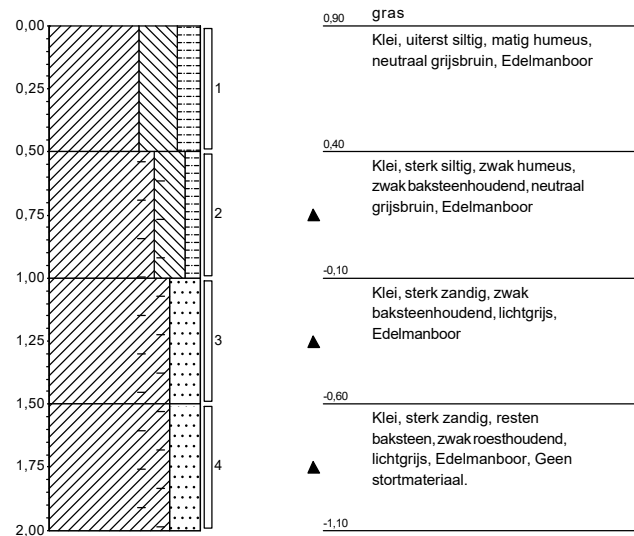 gras
0,00
0,90
Klei, uiterst siltig, matig humeus,
neutraal grijsbruin, Edelmanboor
0,25
1
0,50
0,40
Klei, sterk siltig, zwak humeus,
zwak baksteenhoudend, neutraal
grijsbruin, Edelmanboor
0,75
2
1,00
-0,10
Klei, sterk zandig, zwak
baksteenhoudend, lichtgrijs,
Edelmanboor
1,25
3
1,50
-0,60
Klei, sterk zandig, resten
baksteen, zwak roesthoudend,
lichtgrijs, Edelmanboor, Geen
stortmateriaal.
1,75
4
2,00
-1,10